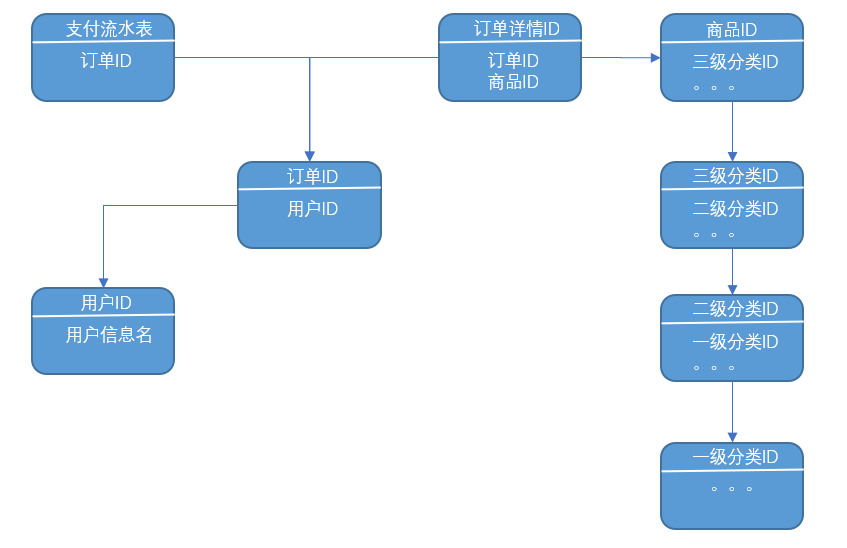 支付流水表
订单ID
订单详情ID
订单ID
商品ID
商品ID
三级分类ID
。。。
订单ID
用户ID
三级分类ID
二级分类ID
。。。
用户ID
用户信息名
二级分类ID
一级分类ID
。。。
一级分类ID
。。。